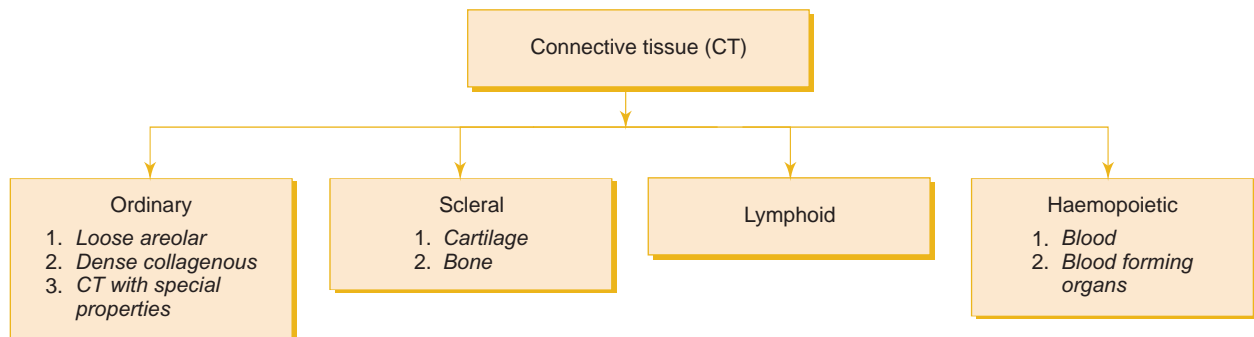 Connective tissue (CT)
Ordinary
1. Loose areolar
2. Dense collagenous
3. CT with special
properties
Scleral
1. Cartilage
2. Bone
Lymphoid
Haemopoietic
1. Blood
2. Blood forming
organs